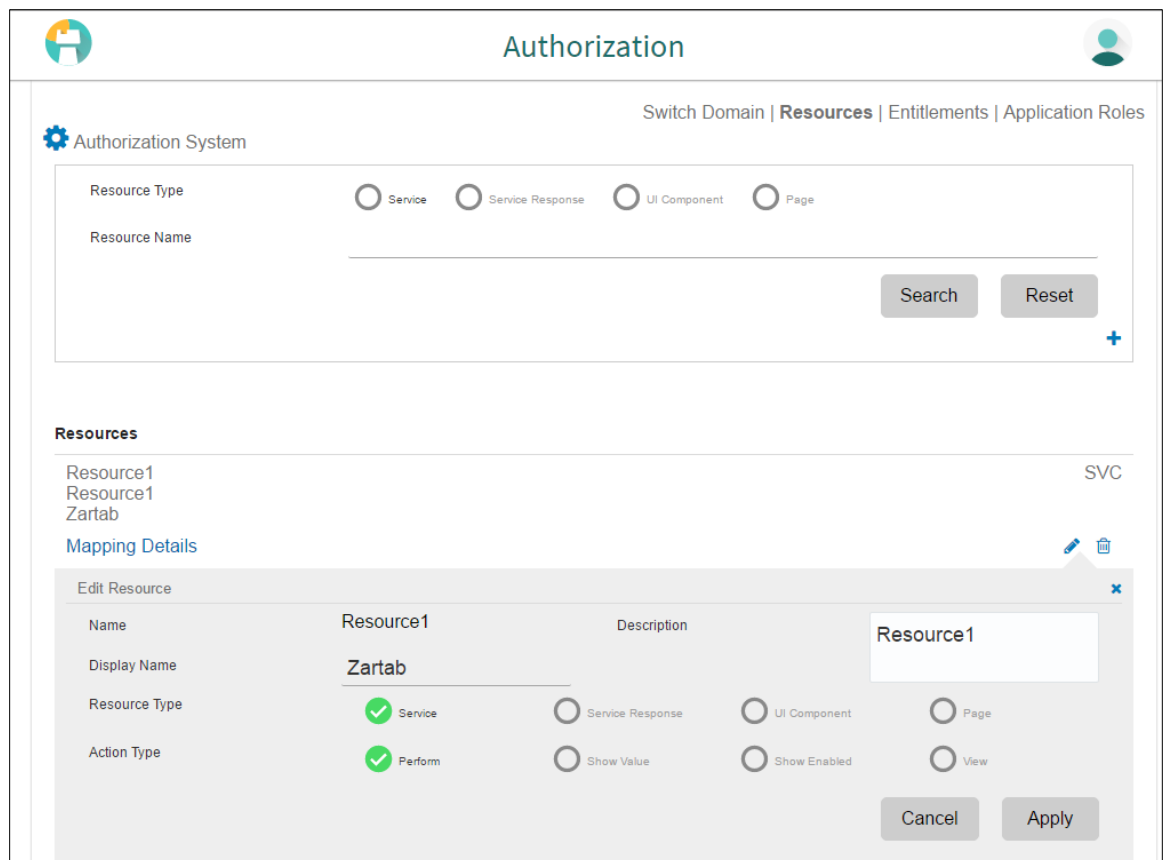 Authorization
Switch Domain | Resources | Entitlements | Application Roles
Authorization System
Resource Type Service Service Response UI Component Page
Resource Name
Search Reset
Resources
Resource1 SVC
Resource1
Zartab
Mapping Details
Edit Resource
Name Resource1 Description Resource1
Display Name Zartab
Resource Type Service Service Response UI Component Page
Action Type Perform Show Value Show Enabled View
Cancel Apply